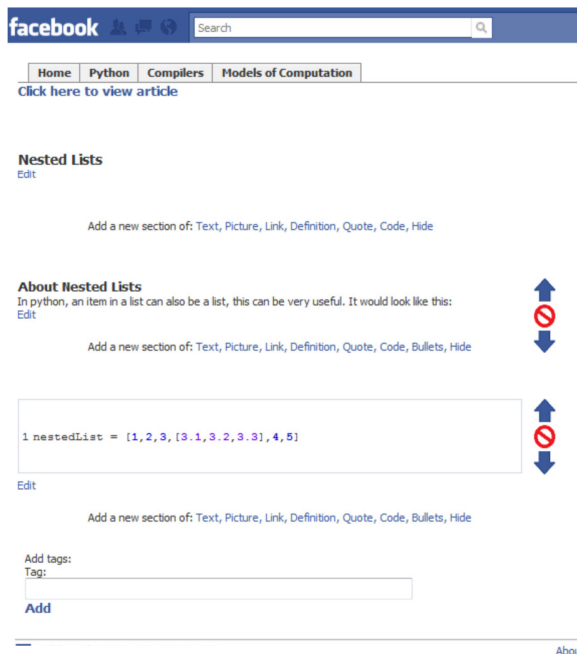 facebook Search
Home Python Compilers Models of Computation
Click here to view article
Nested Lists
Edit
Add a new section of: Text, Picture, Link, Definition, Quote, Code, Hide
About Nested Lists
In python, an item in a list can also be a list, this can be very useful. It would look like this:
Edit
Add a new section of: Text, Picture, Link, Definition, Quote, Code, Bullets, Hide
1 nestedList = [1,2,3,[3.1,3.2,3.3],4,5]
Edit
Add a new section of: Text, Picture, Link, Definition, Quote, Code, Bullets, Hide
Add tags:
Tag:
Add